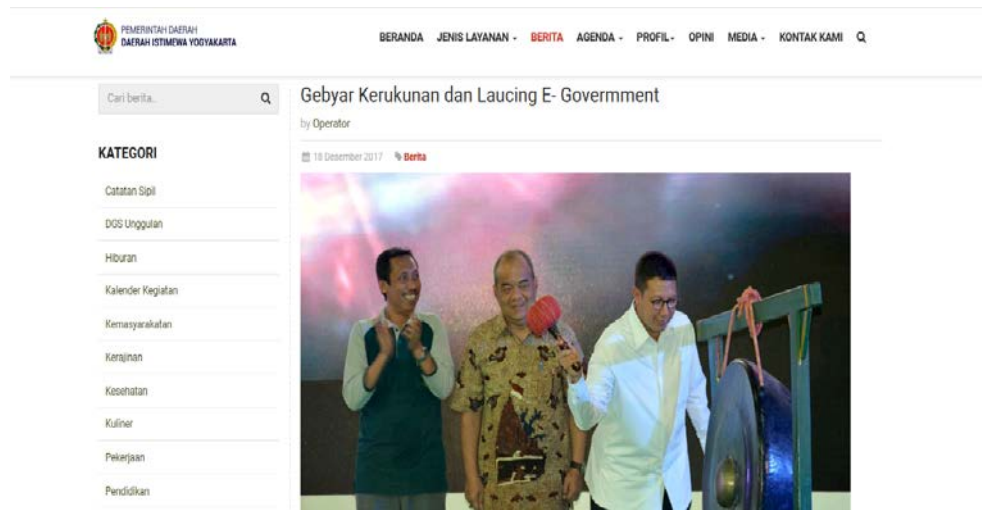 PEMERINTAH DAERAH
DAERAH ISTIMEWA YOGYAKARTA
BERANDA JENIS LAYANAN - BERITA AGENDA - PROFIL - OPINI MEDIA - KONTAK KAMI
Cari berita..
Gebyar Kerukunan dan Laucing E- Govermment
by Operator
KATEGORI
18 Desember 2017 Berita
Catatan Sipil
DGS Unggulan
Hiburan
Kalender Kegiatan
Kemasyarakatan
Kerajinan
Kesehatan
Kuliner
Pekerjaan
Pendidikan